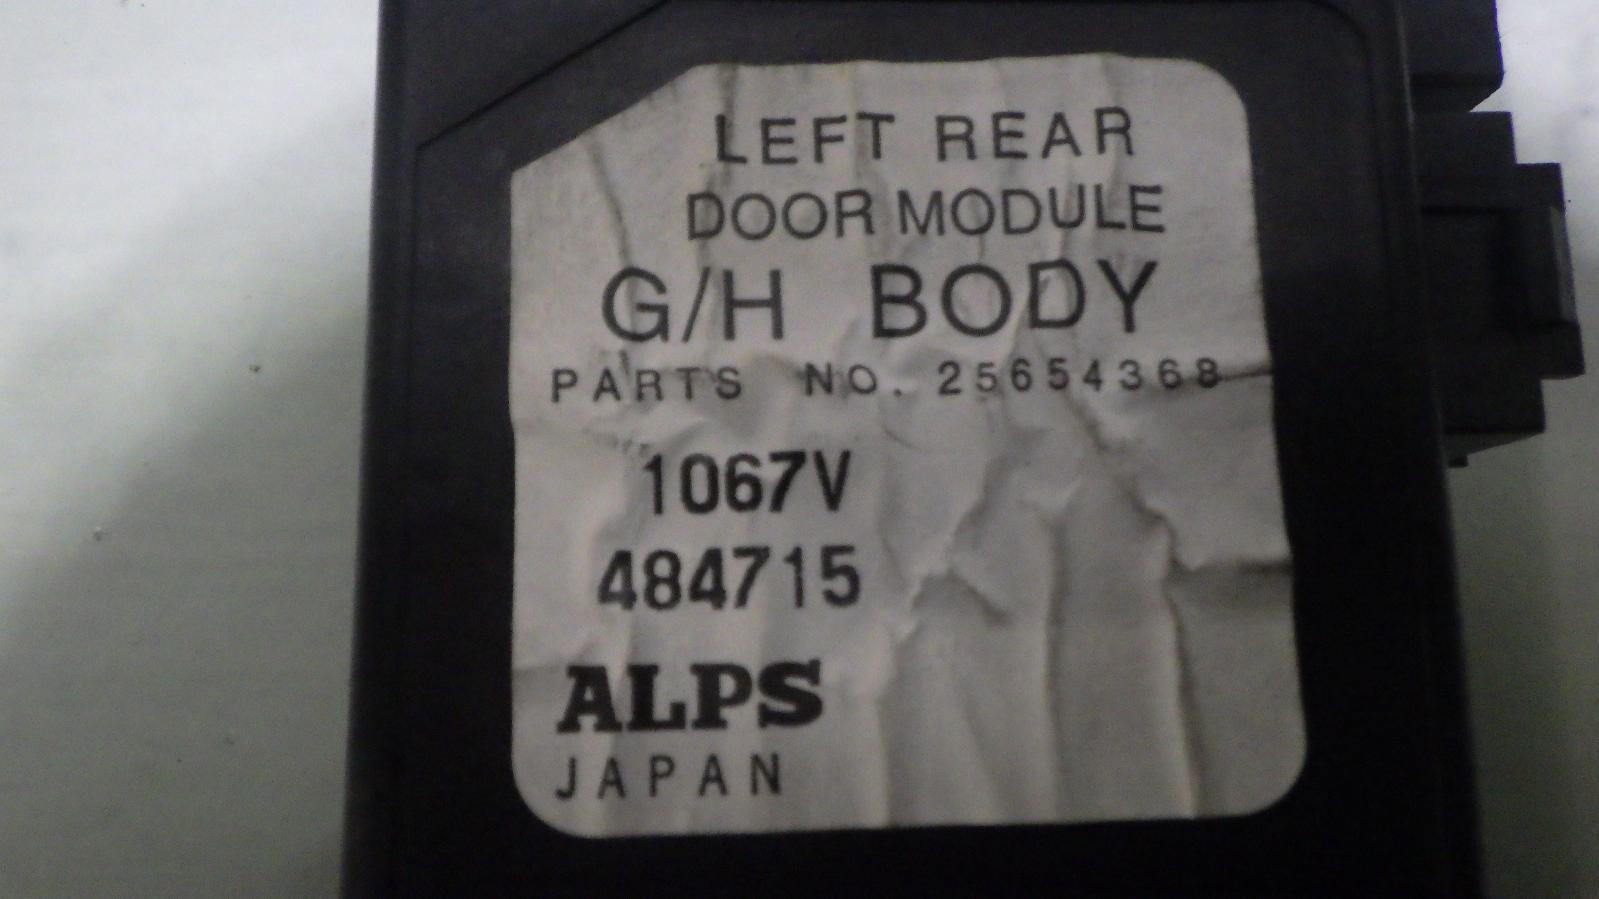 LEFT REAR
DOOR MODULE
G/H BODY
PARTS NO. 25654368
1067V
484715
ALPS
JAPAN